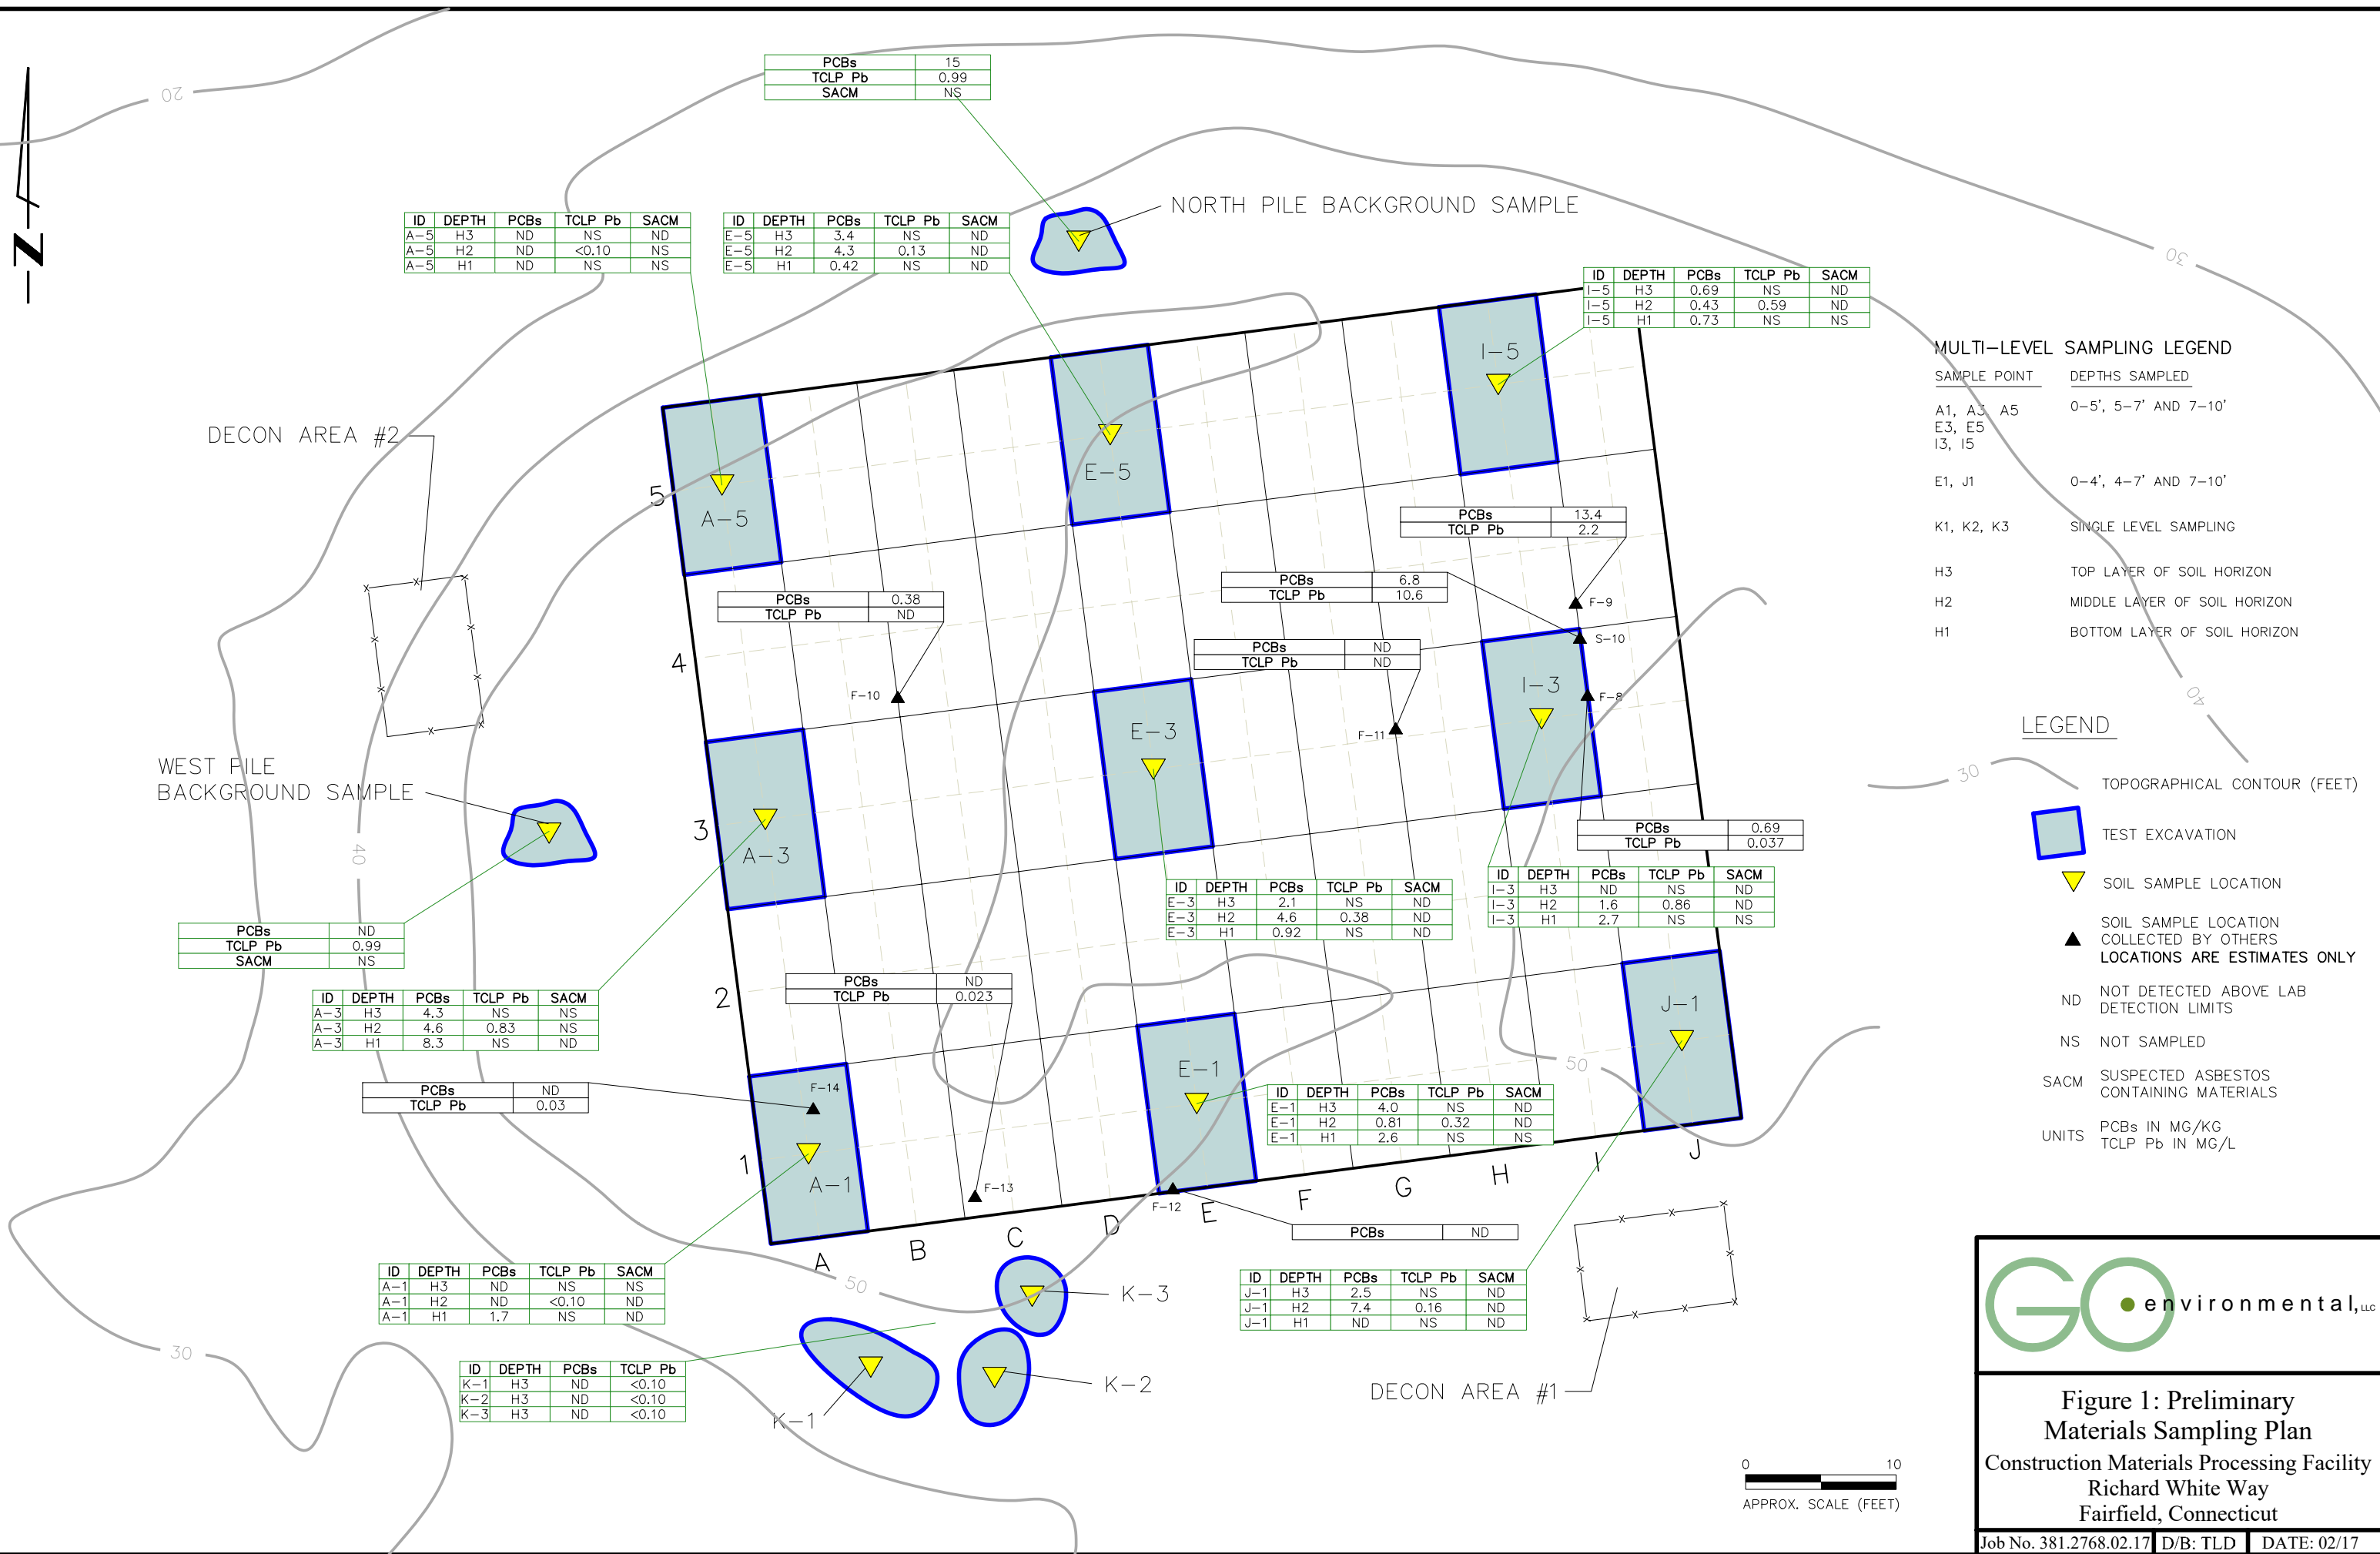 20
PCBs 15
TCLP Pb 0.99
SACM NS
NORTH PILE BACKGROUND SAMPLE
N
ID DEPTH PCBs TCLP Pb SACM
A-5 H3 ND NS ND
A-5 H2 ND <0.10 NS
A-5 H1 ND NS NS
ID DEPTH PCBs TCLP Pb SACM
E-5 H3 3.4 NS ND
E-5 H2 4.3 0.13 ND
E-5 H1 0.42 NS ND
30
ID DEPTH PCBs TCLP Pb SACM
I-5 H3 0.69 NS ND
I-5 H2 0.43 0.59 ND
I-5 H1 0.73 NS NS
MULTI-LEVEL SAMPLING LEGEND
SAMPLE POINT DEPTHS SAMPLED
A1, A3, A5 0-5', 5-7' AND 7-10'
E3, E5
I3, I5
E1, J1 0-4', 4-7' AND 7-10'
K1, K2, K3 SINGLE LEVEL SAMPLING
H3 TOP LAYER OF SOIL HORIZON
H2 MIDDLE LAYER OF SOIL HORIZON
H1 BOTTOM LAYER OF SOIL HORIZON
40
DECON AREA #2
I-5
E-5
A-5
5
PCBs 13.4
TCLP Pb 2.2
F-9
PCBs 6.8
TCLP Pb 10.6
S-10
PCBs 0.38
TCLP Pb ND
F-10
PCBs ND
TCLP Pb ND
F-11
4
I-3
F-8
E-3
A-3
3
WEST PILE
BACKGROUND SAMPLE
40
PCBs 0.69
TCLP Pb 0.037
ID DEPTH PCBs TCLP Pb SACM
E-3 H3 2.1 NS ND
E-3 H2 4.6 0.38 ND
E-3 H1 0.92 NS ND
ID DEPTH PCBs TCLP Pb SACM
I-3 H3 ND NS ND
I-3 H2 1.6 0.86 ND
I-3 H1 2.7 NS NS
PCBs ND
TCLP Pb 0.99
SACM NS
ID DEPTH PCBs TCLP Pb SACM
A-3 H3 4.3 NS NS
A-3 H2 4.6 0.83 NS
A-3 H1 8.3 NS ND
PCBs ND
TCLP Pb 0.023
2
J-1
50
E-1
PCBs ND
TCLP Pb 0.03
F-14
ID DEPTH PCBs TCLP Pb SACM
E-1 H3 4.0 NS ND
E-1 H2 0.81 0.32 ND
E-1 H1 2.6 NS NS
1
A-1
F-13
F-12
A B C D E F G H I J
PCBs ND
50
ID DEPTH PCBs TCLP Pb SACM
A-1 H3 ND NS NS
A-1 H2 ND <0.10 ND
A-1 H1 1.7 NS ND
ID DEPTH PCBs TCLP Pb SACM
J-1 H3 2.5 NS ND
J-1 H2 7.4 0.16 ND
J-1 H1 ND NS ND
K-3
K-2
K-1
30
ID DEPTH PCBs TCLP Pb
K-1 H3 ND <0.10
K-2 H3 ND <0.10
K-3 H3 ND <0.10
DECON AREA #1
0 10
APPROX. SCALE (FEET)
LEGEND
30
TOPOGRAPHICAL CONTOUR (FEET)
TEST EXCAVATION
SOIL SAMPLE LOCATION
SOIL SAMPLE LOCATION
COLLECTED BY OTHERS
LOCATIONS ARE ESTIMATES ONLY
ND NOT DETECTED ABOVE LAB
DETECTION LIMITS
NS NOT SAMPLED
SACM SUSPECTED ASBESTOS
CONTAINING MATERIALS
UNITS PCBs IN MG/KG
TCLP Pb IN MG/L
GO environmental, LLC
Figure 1: Preliminary
Materials Sampling Plan
Construction Materials Processing Facility
Richard White Way
Fairfield, Connecticut
Job No. 381.2768.02.17 D/B: TLD DATE: 02/17